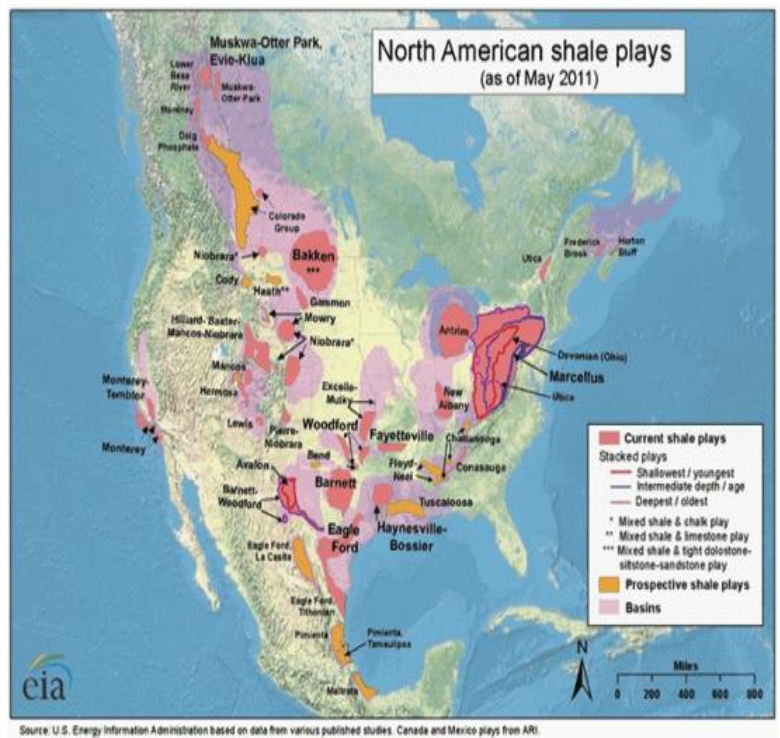 North American shale plays
(as of May 2011)
Muskwa-Otter Park,
Evie-Klua
Lower
Besa
River
Muskwa-
Otter-Park
Montney
Doig
Phosphate
Colorado
Group
Niobrara*
Bakken
***
Cody
Heath**
Gammon
Mowry
Hilliard-Baxter-
Mancos-Niobrara
Niobrara*
Mancos
Hermosa
Monterey-
Temblor
Monterey
Lewis
Pierre-
Niobrara
Excello-
Mulky
Woodford
Fayetteville
Bend
Avalon
Barnett-
Woodford
Barnett
Eagle
Ford
Haynesville-
Bossier
Floyd-
Neal
Tuscaloosa
Conasauga
Chattanooga
New
Albany
Antrim
Utica
Frederick
Brook
Horton
Bluff
Devonian (Ohio)
Marcellus
Utica
Eagle Ford,
La Casita
Eagle Ford,
Tithonian
Pimienta
Pimienta,
Tamaulipas
Maltrata
Current shale plays
Stacked plays
Shallowest / youngest
Intermediate depth / age
Deepest / oldest
* Mixed shale & chalk play
** Mixed shale & limestone play
*** Mixed shale & tight dolostone-
siltstone-sandstone play
Prospective shale plays
Basins
N
Miles
0 200 400 600 800
eia
Source: U.S. Energy Information Administration based on data from various published studies. Canada and Mexico plays from ARI.